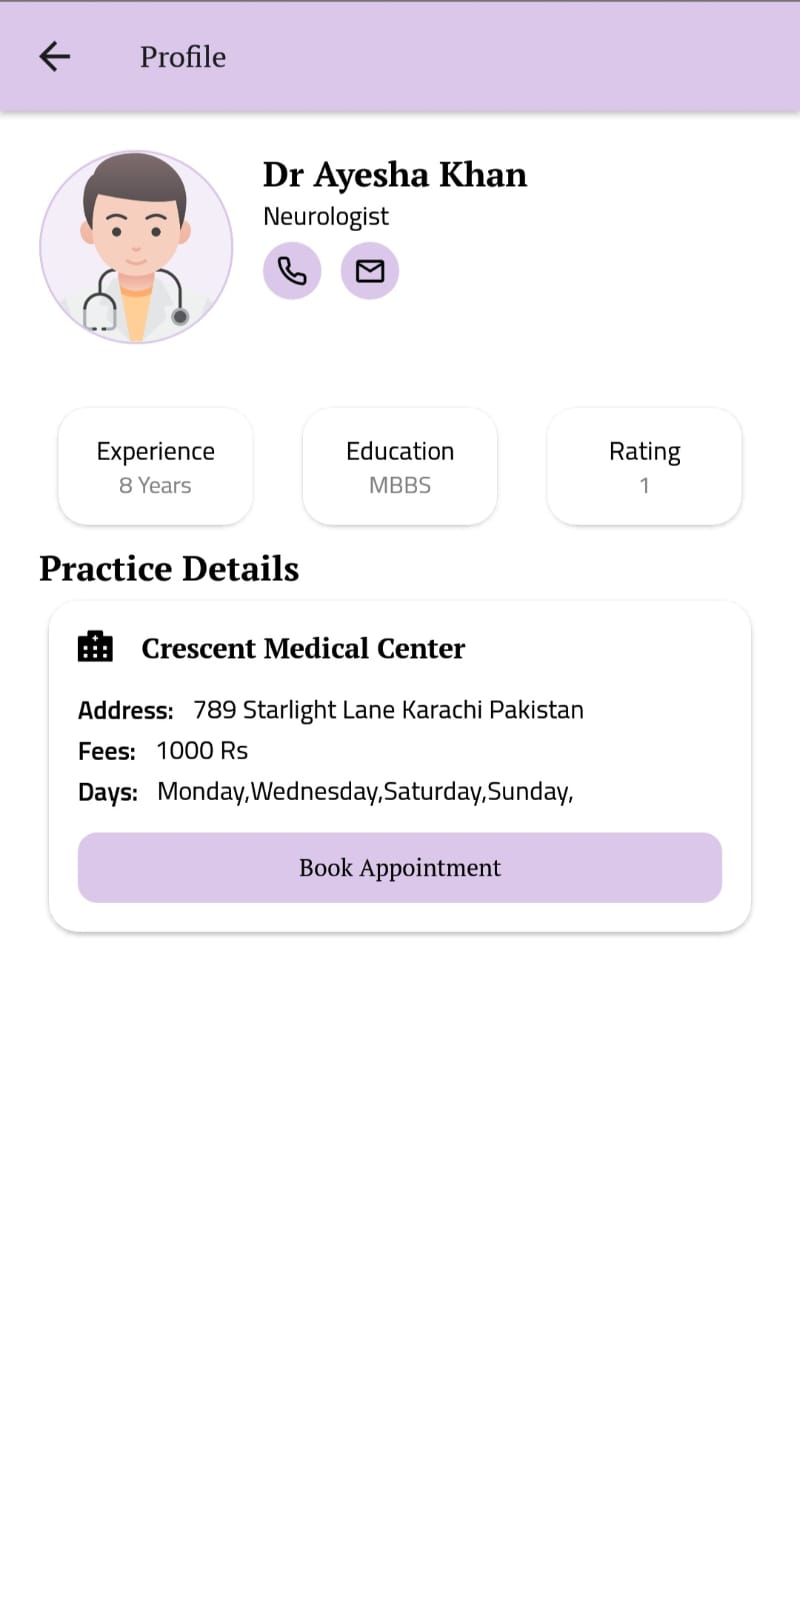 Profile
Dr Ayesha Khan
Neurologist
Experience
8 Years
Education
MBBS
Rating
1
Practice Details
Crescent Medical Center
Address: 789 Starlight Lane Karachi Pakistan
Fees: 1000 Rs
Days: Monday,Wednesday,Saturday,Sunday,
Book Appointment